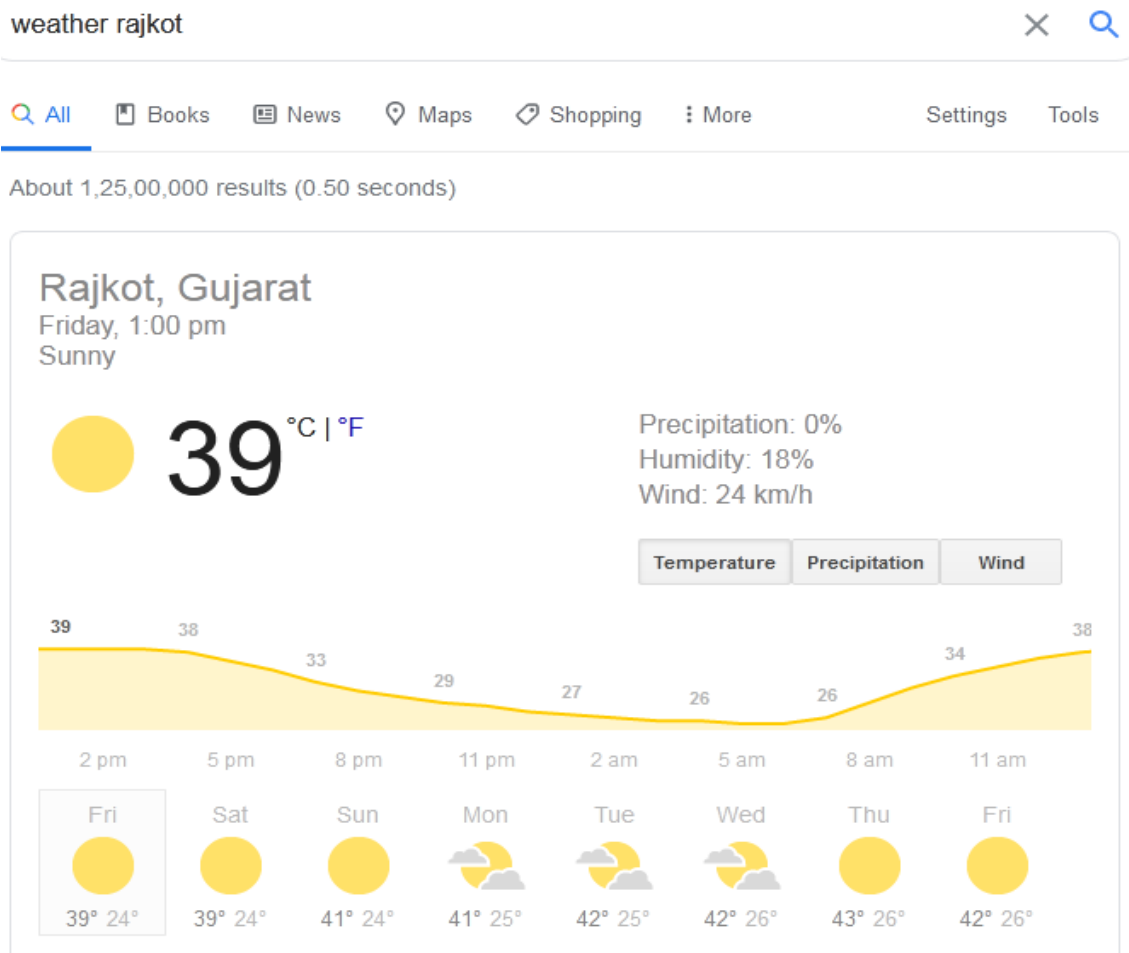 weather rajkot
All Books News Maps Shopping More Settings Tools
About 1,25,00,000 results (0.50 seconds)
Rajkot, Gujarat
Friday, 1:00 pm
Sunny
39 °C | °F
Precipitation: 0%
Humidity: 18%
Wind: 24 km/h
Temperature Precipitation Wind
39 38 33 29 27 26 26 34 38
2 pm 5 pm 8 pm 11 pm 2 am 5 am 8 am 11 am
Fri Sat Sun Mon Tue Wed Thu Fri
39° 24° 39° 24° 41° 24° 41° 25° 42° 25° 42° 26° 43° 26° 42° 26°